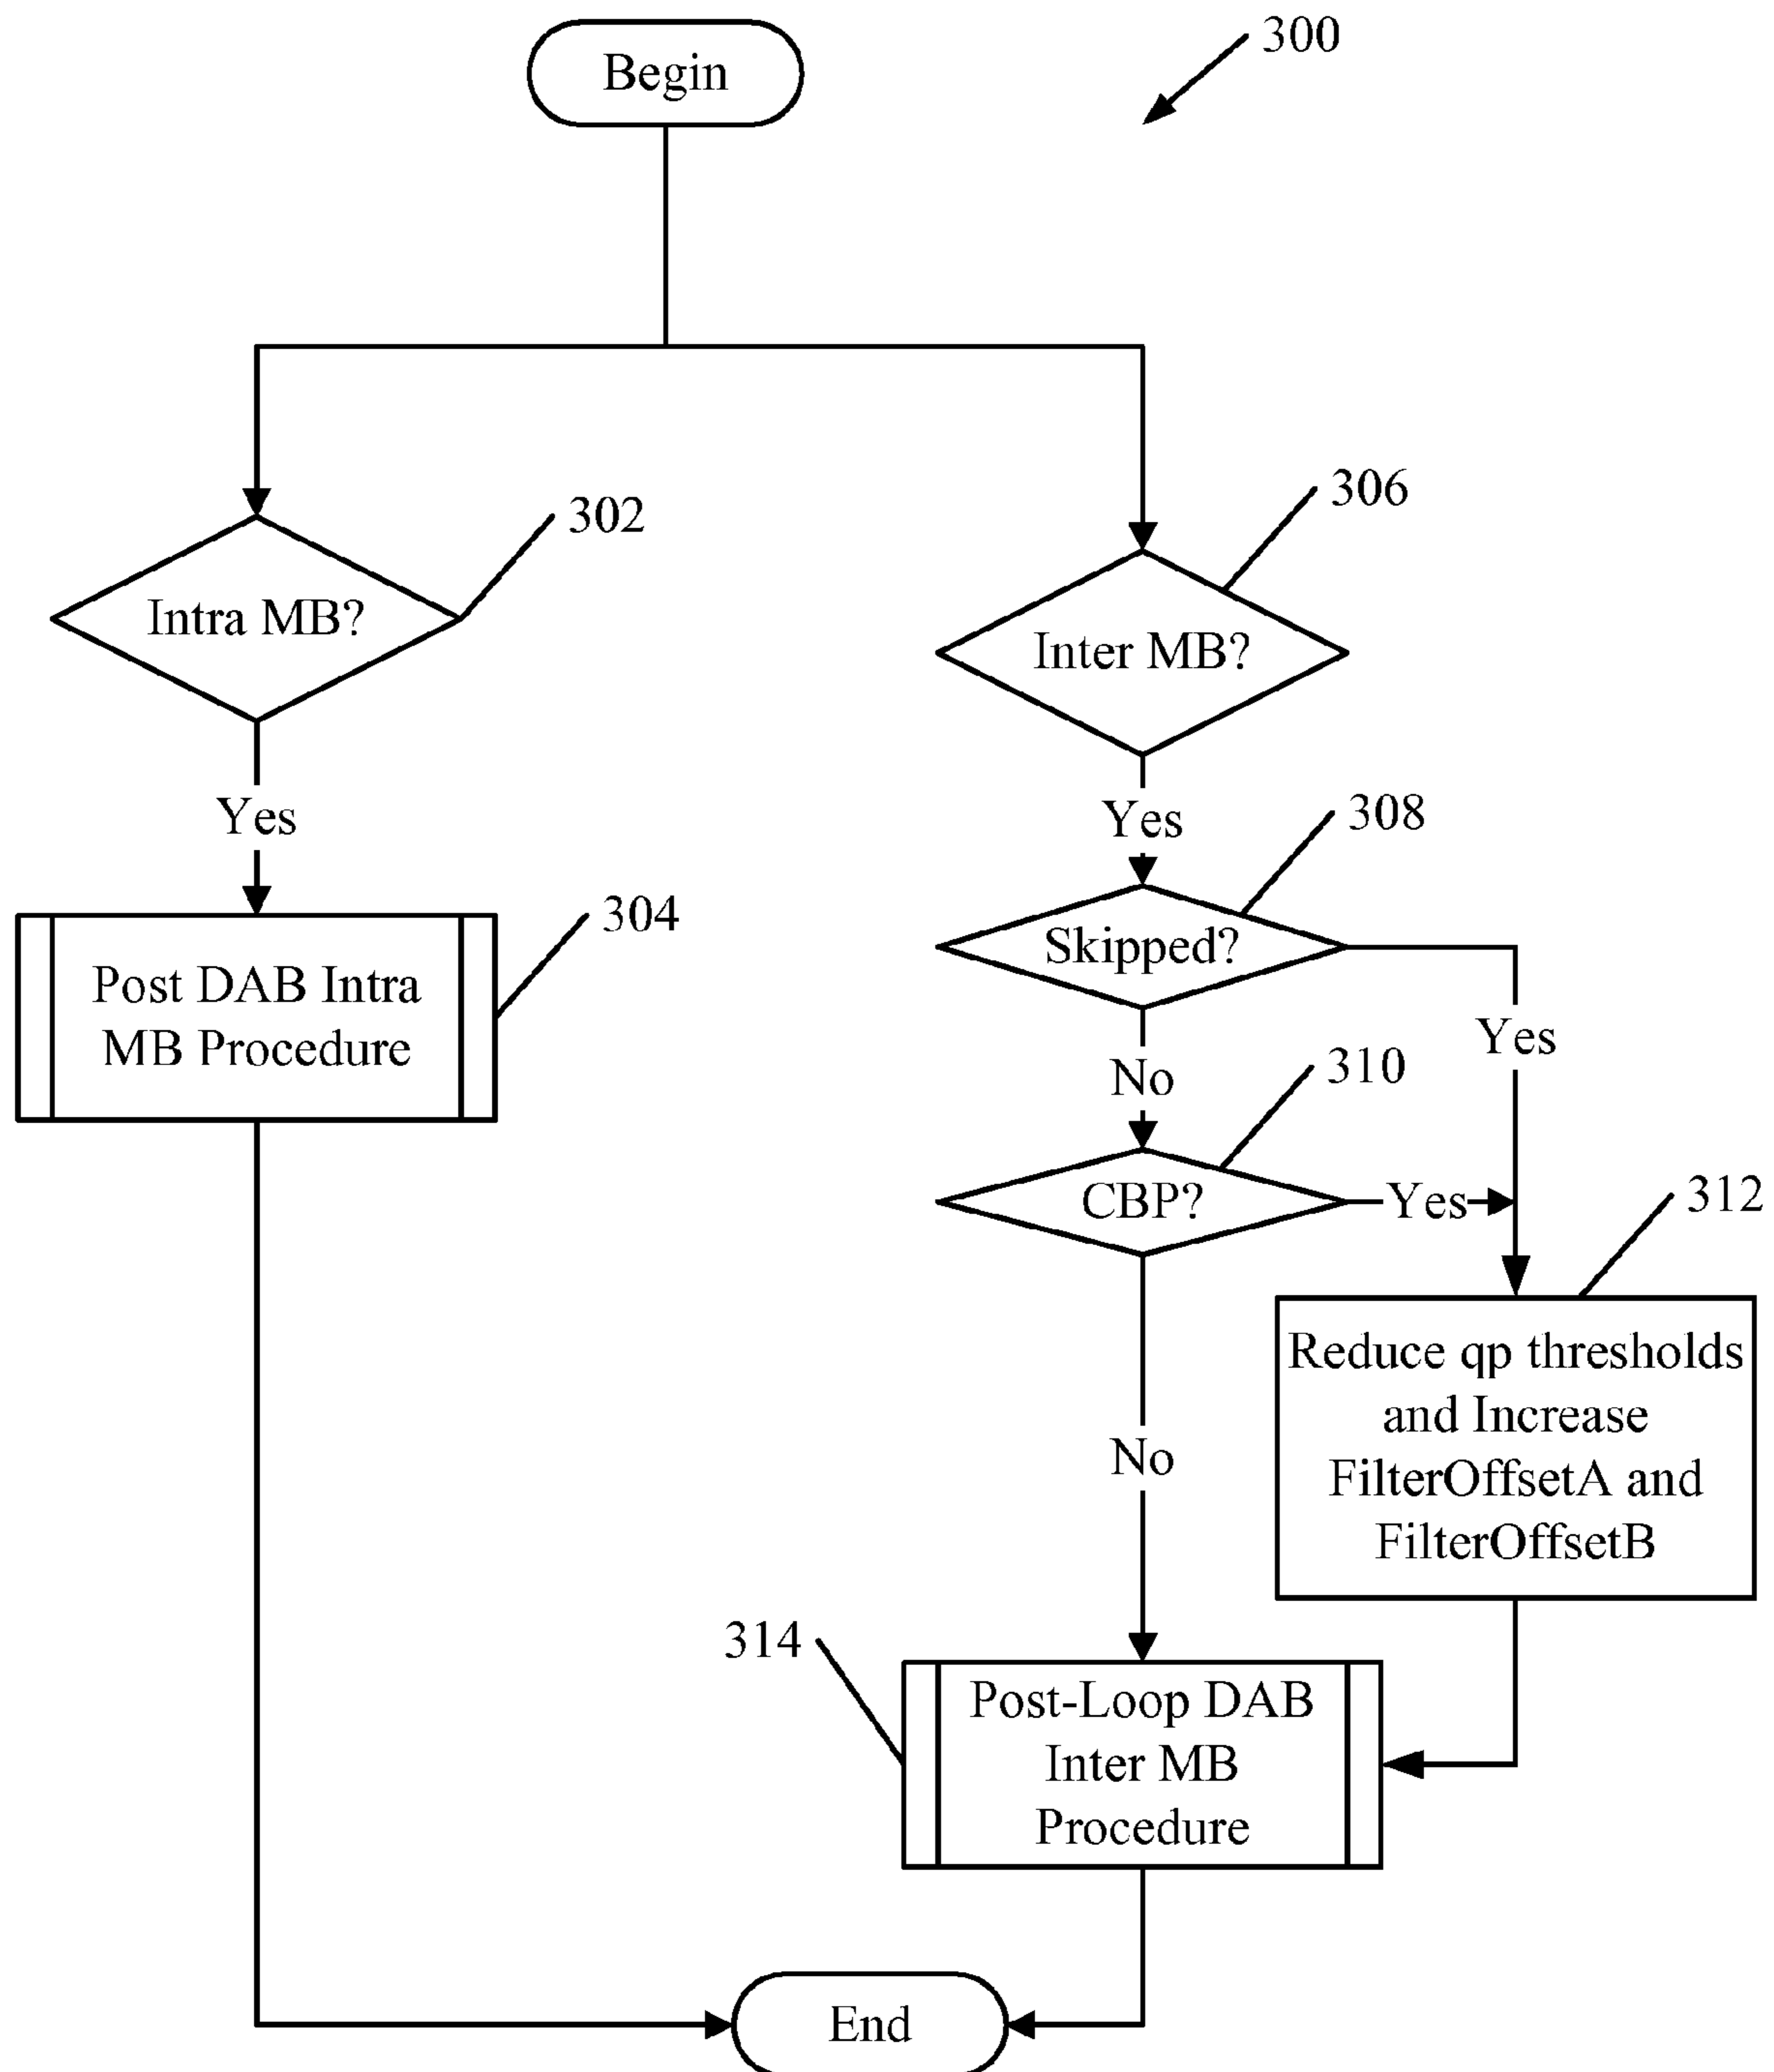 Begin
300
302
Intra MB?
306
Inter MB?
Yes
Yes
304
Post DAB Intra
MB Procedure
308
Skipped?
Yes
No
310
CBP?
Yes
312
Reduce qp thresholds
and Increase
FilterOffsetA and
FilterOffsetB
No
314
Post-Loop DAB
Inter MB
Procedure
End